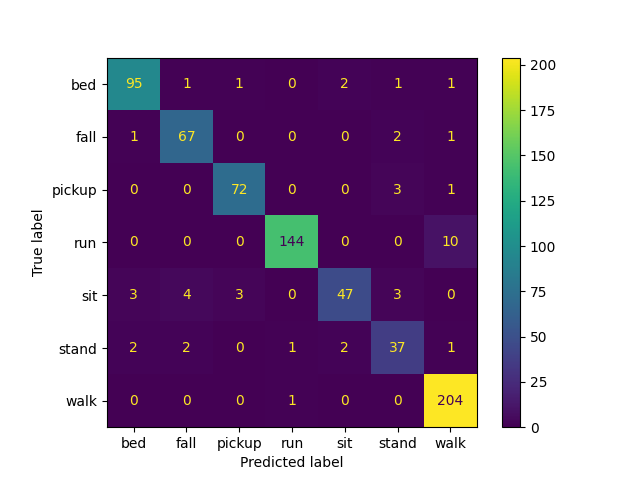 bed 95 1 1 0 2 1 1
fall 1 67 0 0 0 2 1
pickup 0 0 72 0 0 3 1
run 0 0 0 144 0 0 10
sit 3 4 3 0 47 3 0
stand 2 2 0 1 2 37 1
walk 0 0 0 1 0 0 204
bed fall pickup run sit stand walk
Predicted label
True label
200
175
150
125
100
75
50
25
0